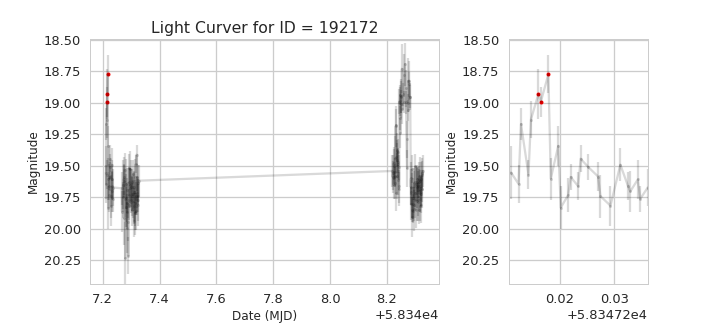 Light Curver for ID = 192172
Magnitude
18.50
18.75
19.00
19.25
19.50
19.75
20.00
20.25
7.2 7.4 7.6 7.8 8.0 8.2
Date (MJD)
+5.834e4
Magnitude
18.50
18.75
19.00
19.25
19.50
19.75
20.00
20.25
0.02 0.03
+5.83472e4